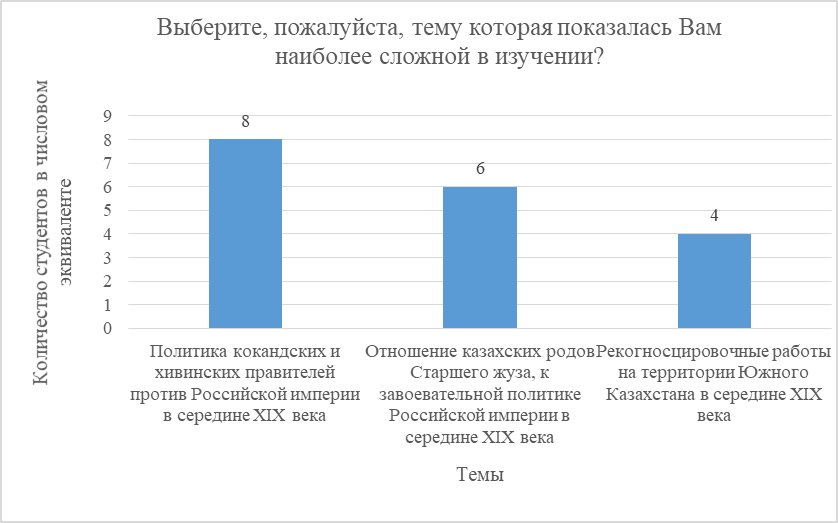 Выберите, пожалуйста, тему которая показалась Вам
наиболее сложной в изучении?
Количество студентов в числовом
эквиваленте
9
8
7
6
5
4
3
2
1
0
8
6
4
Политика кокандских и
хивинских правителей
против Российской империи
в середине XIX века
Отношение казахских родов
Старшего жуза, к
завоевательной политике
Российской империи в
середине XIX века
Рекогносцировочные работы
на территории Южного
Казахстана в середине XIX
века
Темы